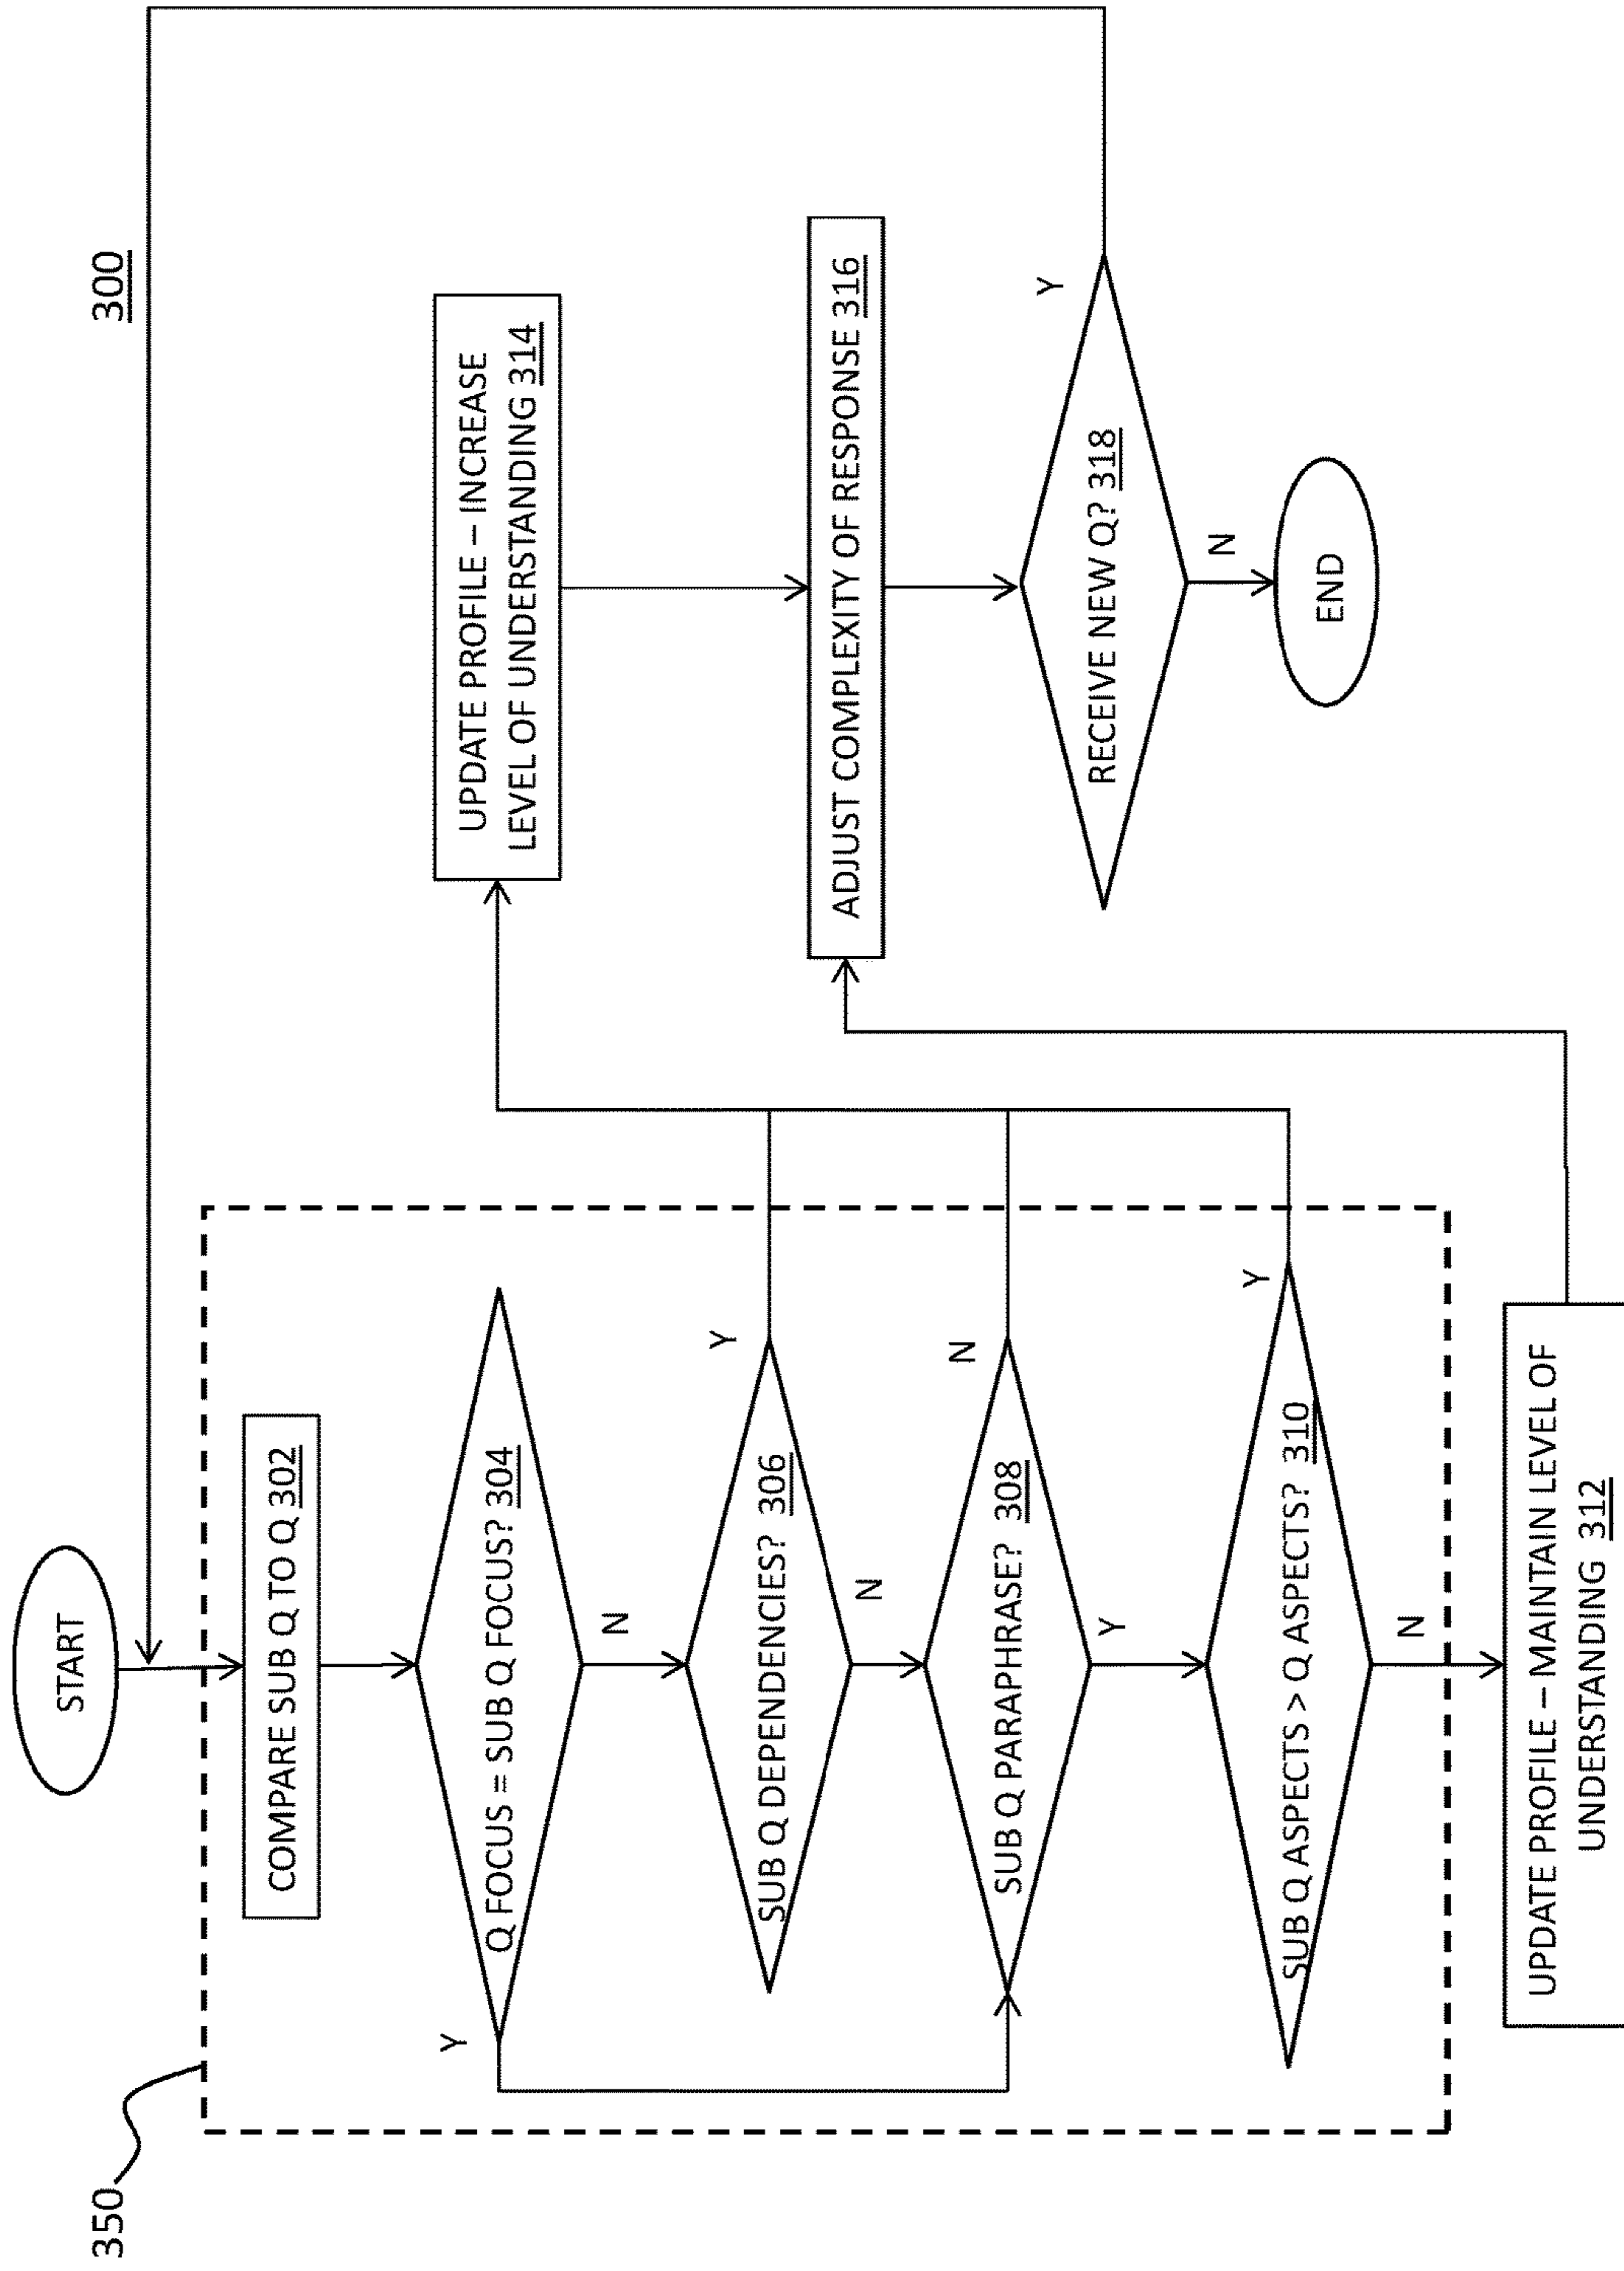 300
350
START
COMPARE SUB Q TO Q 302
Q FOCUS = SUB Q FOCUS? 304
Y
N
SUB Q DEPENDENCIES? 306
Y
N
SUB Q PARAPHRASE? 308
N
Y
SUB Q ASPECTS > Q ASPECTS? 310
Y
N
UPDATE PROFILE – MAINTAIN LEVEL OF
UNDERSTANDING 312
UPDATE PROFILE – INCREASE
LEVEL OF UNDERSTANDING 314
ADJUST COMPLEXITY OF RESPONSE 316
RECEIVE NEW Q? 318
Y
N
END